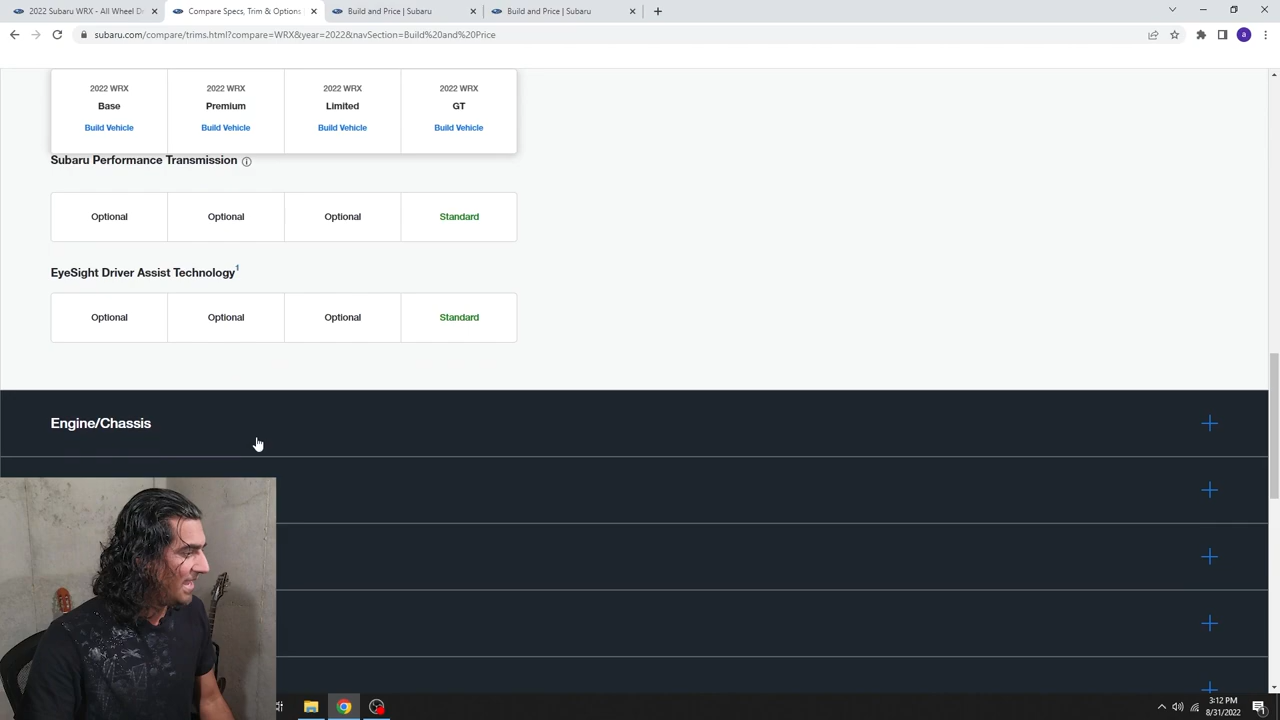 2022 Subaru WRX - All Wheel D
Compare Specs, Trim & Options
Build and Price | Subaru
Build and Price | Subaru
subaru.com/compare/trims.html?compare=WRX&year=2022&navSection=Build%20and%20Price
a
2022 WRX 2022 WRX 2022 WRX 2022 WRX
Base Premium Limited GT
Build Vehicle Build Vehicle Build Vehicle Build Vehicle
Subaru Performance Transmission
Optional Optional Optional Standard
EyeSight Driver Assist Technology1
Optional Optional Optional Standard
Engine/Chassis
3:12 PM
8/31/2022